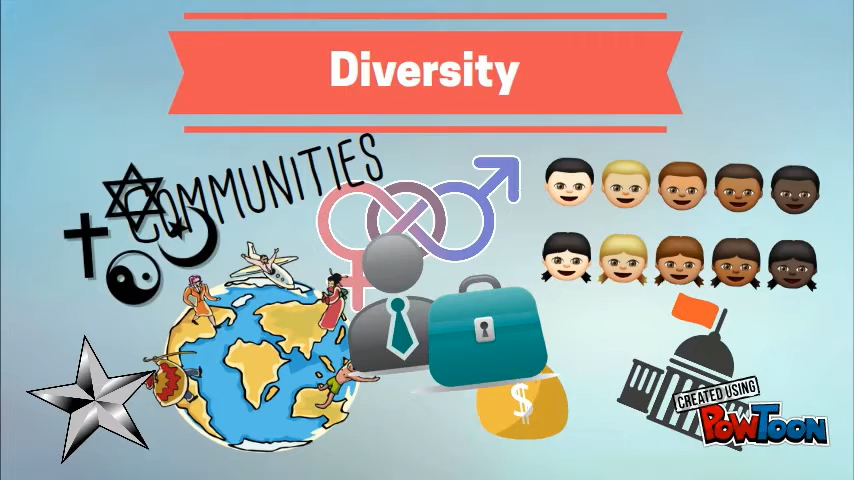 Diversity
COMMUNITIES
$
CREATED USING
POWTOON